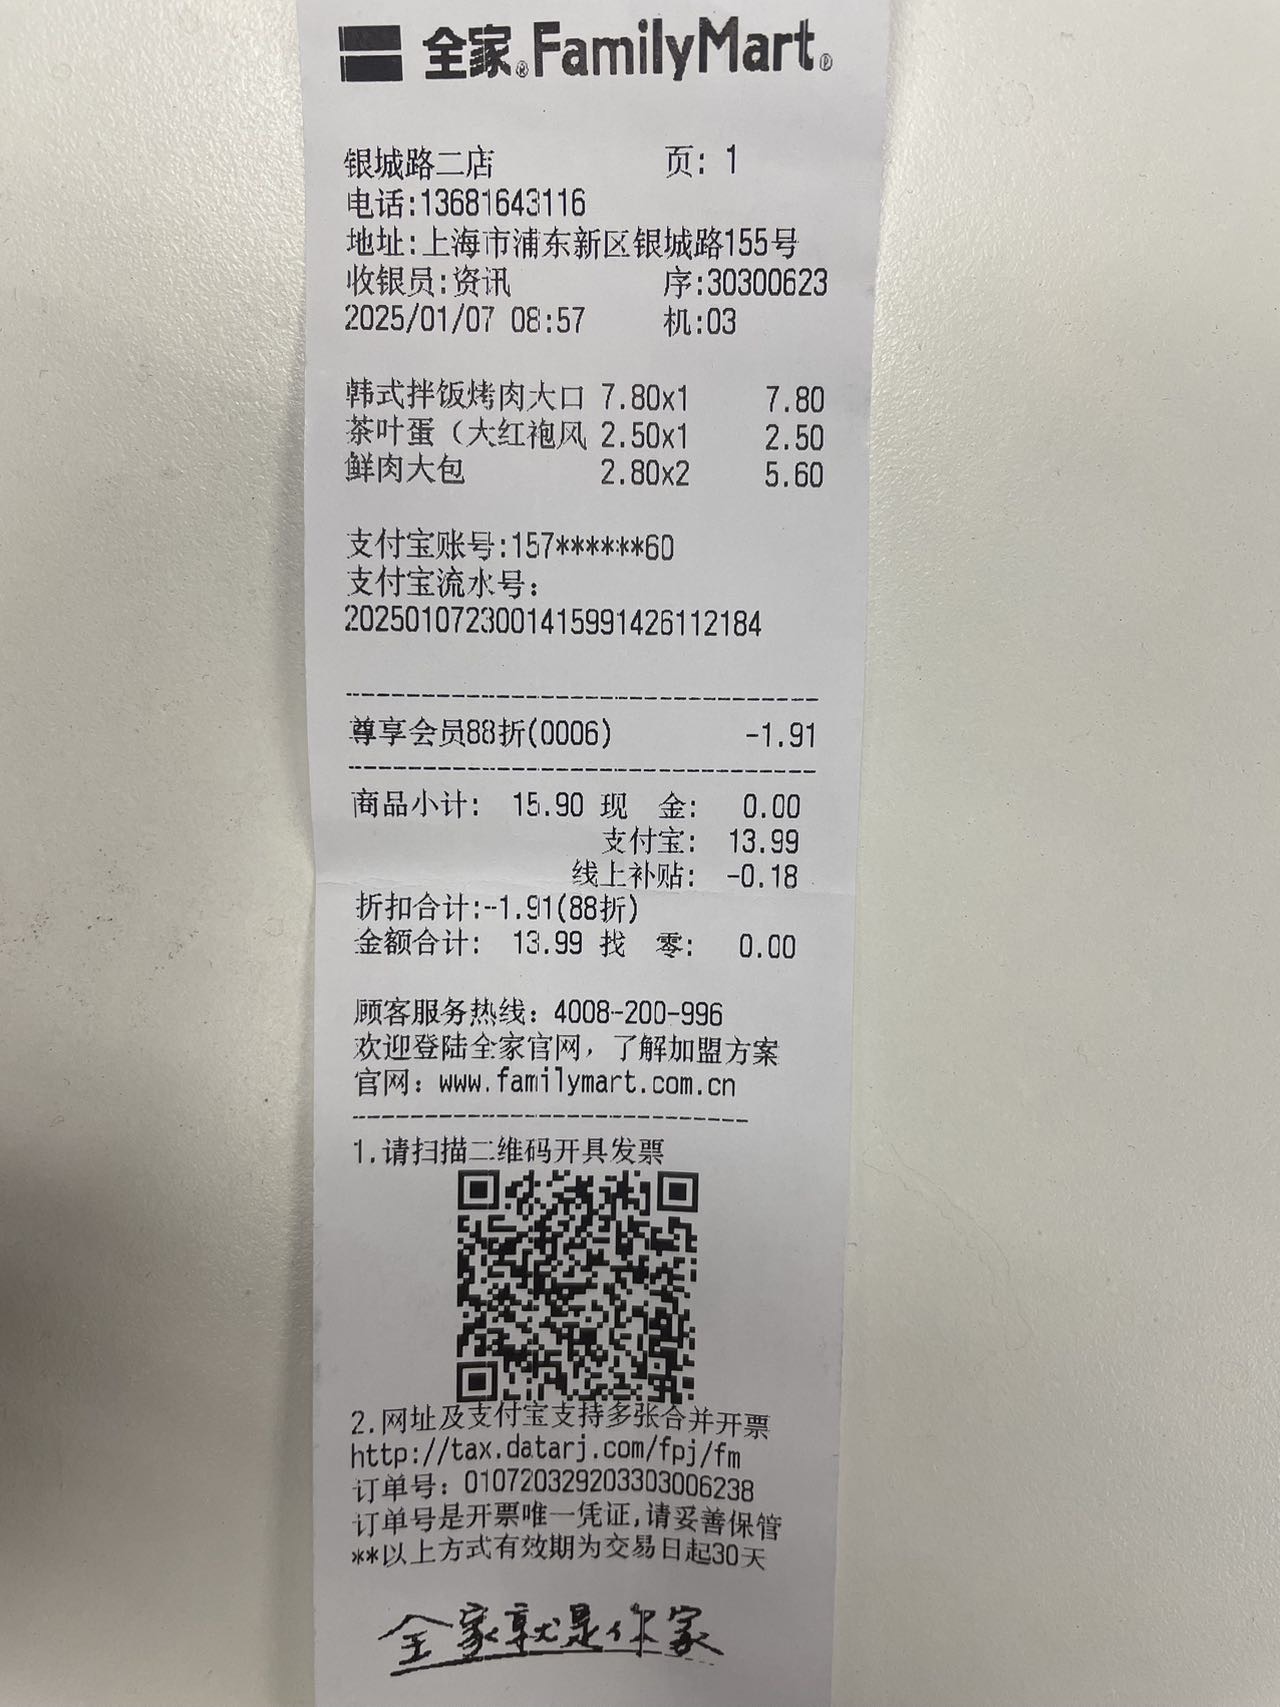 全家® FamilyMart®
银城路二店 页: 1
电话:13681643116
地址:上海市浦东新区银城路155号
收银员:资讯 序:30300623
2025/01/07 08:57 机:03
韩式拌饭烤肉大口 7.80x1 7.80
茶叶蛋（大红袍风 2.50x1 2.50
鲜肉大包 2.80x2 5.60
支付宝账号:157******60
支付宝流水号:
2025010723001415991426112184
--------------------------------
尊享会员88折(0006) -1.91
--------------------------------
商品小计: 15.90 现 金: 0.00
支付宝: 13.99
线上补贴: -0.18
折扣合计:-1.91(88折)
金额合计: 13.99 找 零: 0.00
顾客服务热线: 4008-200-996
欢迎登陆全家官网，了解加盟方案
官网: www.familymart.com.cn
----------------------------
1.请扫描二维码开具发票
2.网址及支付宝支持多张合并开票
http://tax.datarj.com/fpj/fm
订单号: 010720329203303006238
订单号是开票唯一凭证,请妥善保管
**以上方式有效期为交易日起30天
全家就是你家